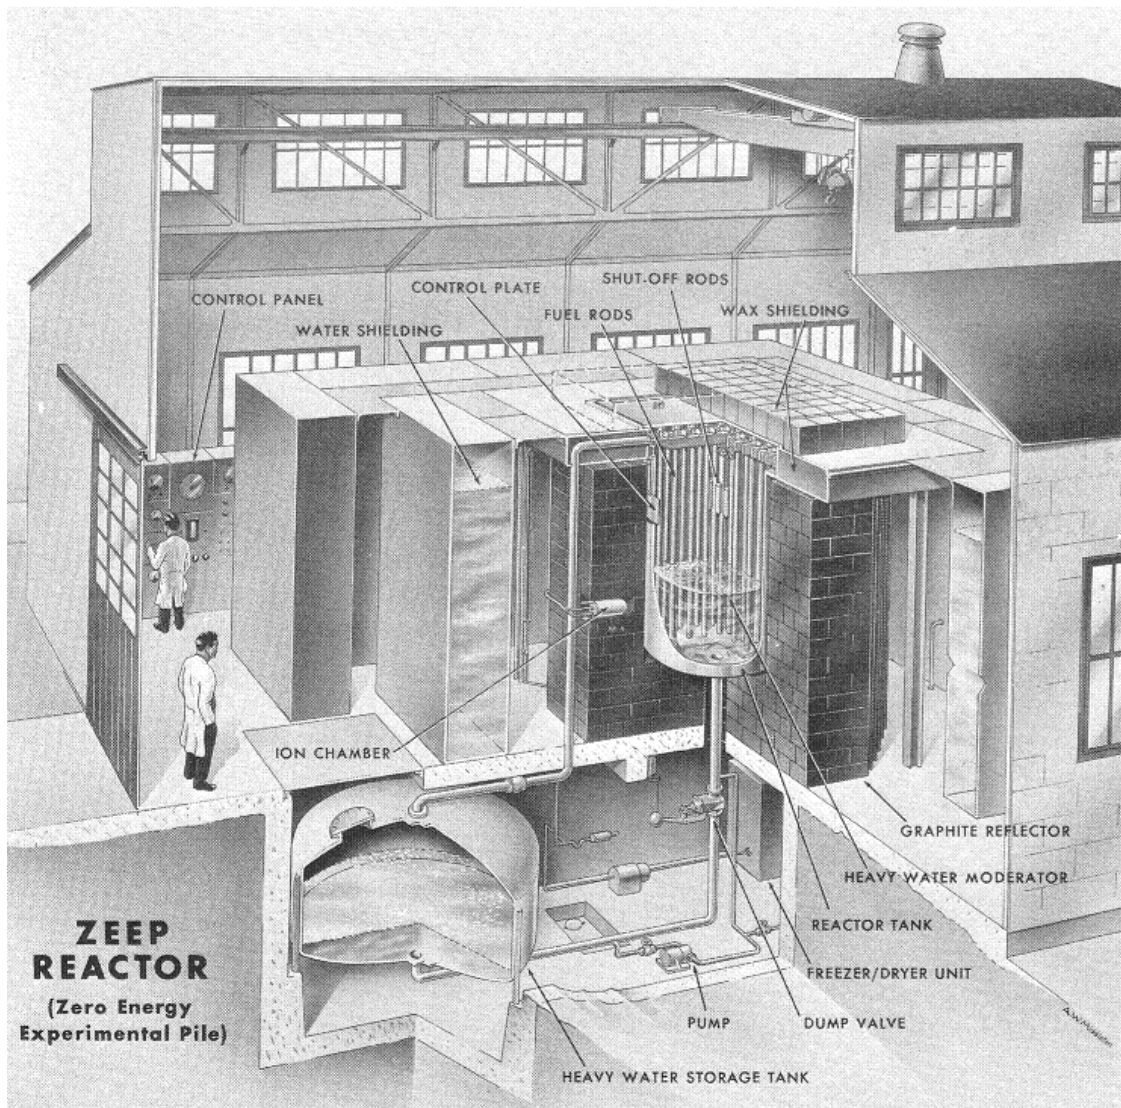 SHUT-OFF RODS
CONTROL PLATE
CONTROL PANEL
FUEL RODS
WAX SHIELDING
WATER SHIELDING
ION CHAMBER
GRAPHITE REFLECTOR
HEAVY WATER MODERATOR
REACTOR TANK
FREEZER/DRYER UNIT
PUMP
DUMP VALVE
HEAVY WATER STORAGE TANK
ZEEP
REACTOR
(Zero Energy
Experimental Pile)